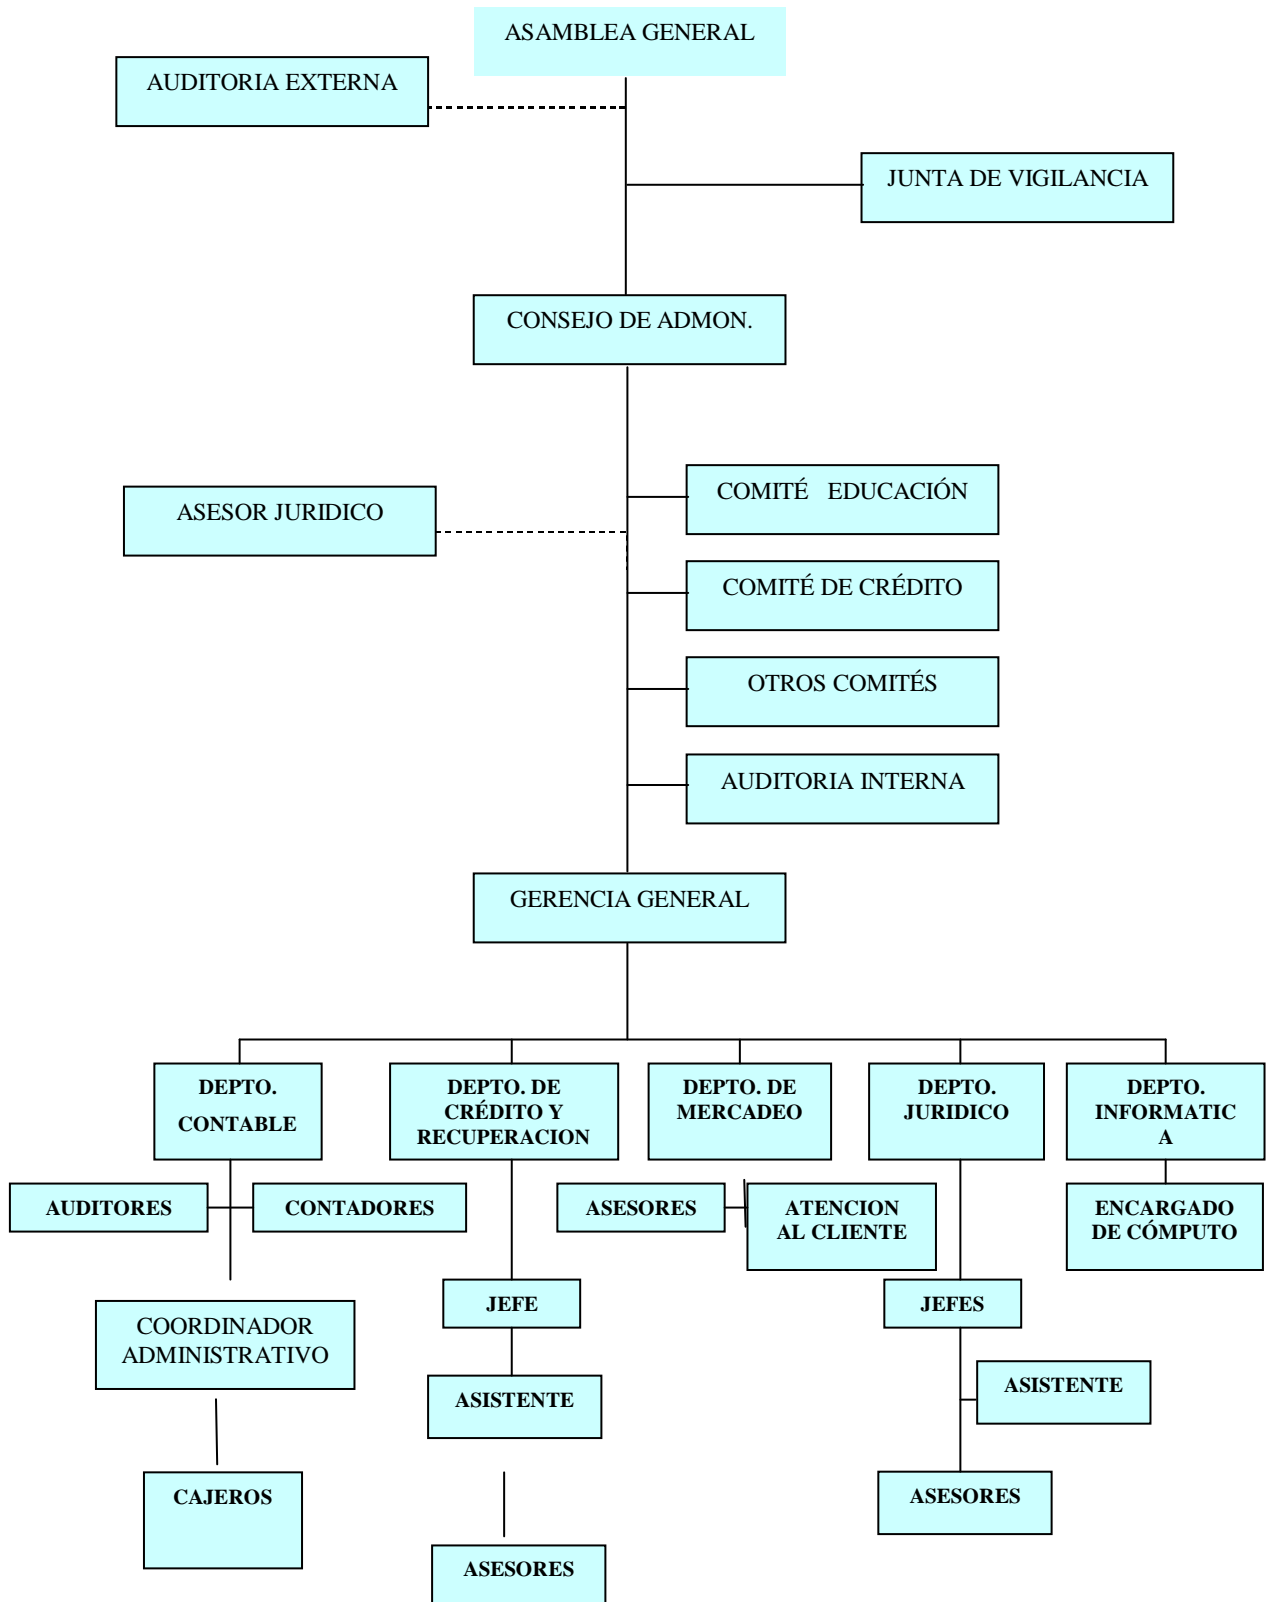 ASAMBLEA GENERAL
AUDITORIA EXTERNA
JUNTA DE VIGILANCIA
CONSEJO DE ADMON.
COMITÉ EDUCACIÓN
ASESOR JURIDICO
COMITÉ DE CRÉDITO
OTROS COMITÉS
AUDITORIA INTERNA
GERENCIA GENERAL
DEPTO.
CONTABLE
DEPTO. DE
CRÉDITO Y
RECUPERACION
DEPTO. DE
MERCADEO
DEPTO.
JURIDICO
DEPTO.
INFORMATIC
A
AUDITORES
CONTADORES
ASESORES
ATENCION
AL CLIENTE
ENCARGADO
DE CÓMPUTO
COORDINADOR
ADMINISTRATIVO
JEFE
JEFES
ASISTENTE
ASISTENTE
CAJEROS
ASESORES
ASESORES